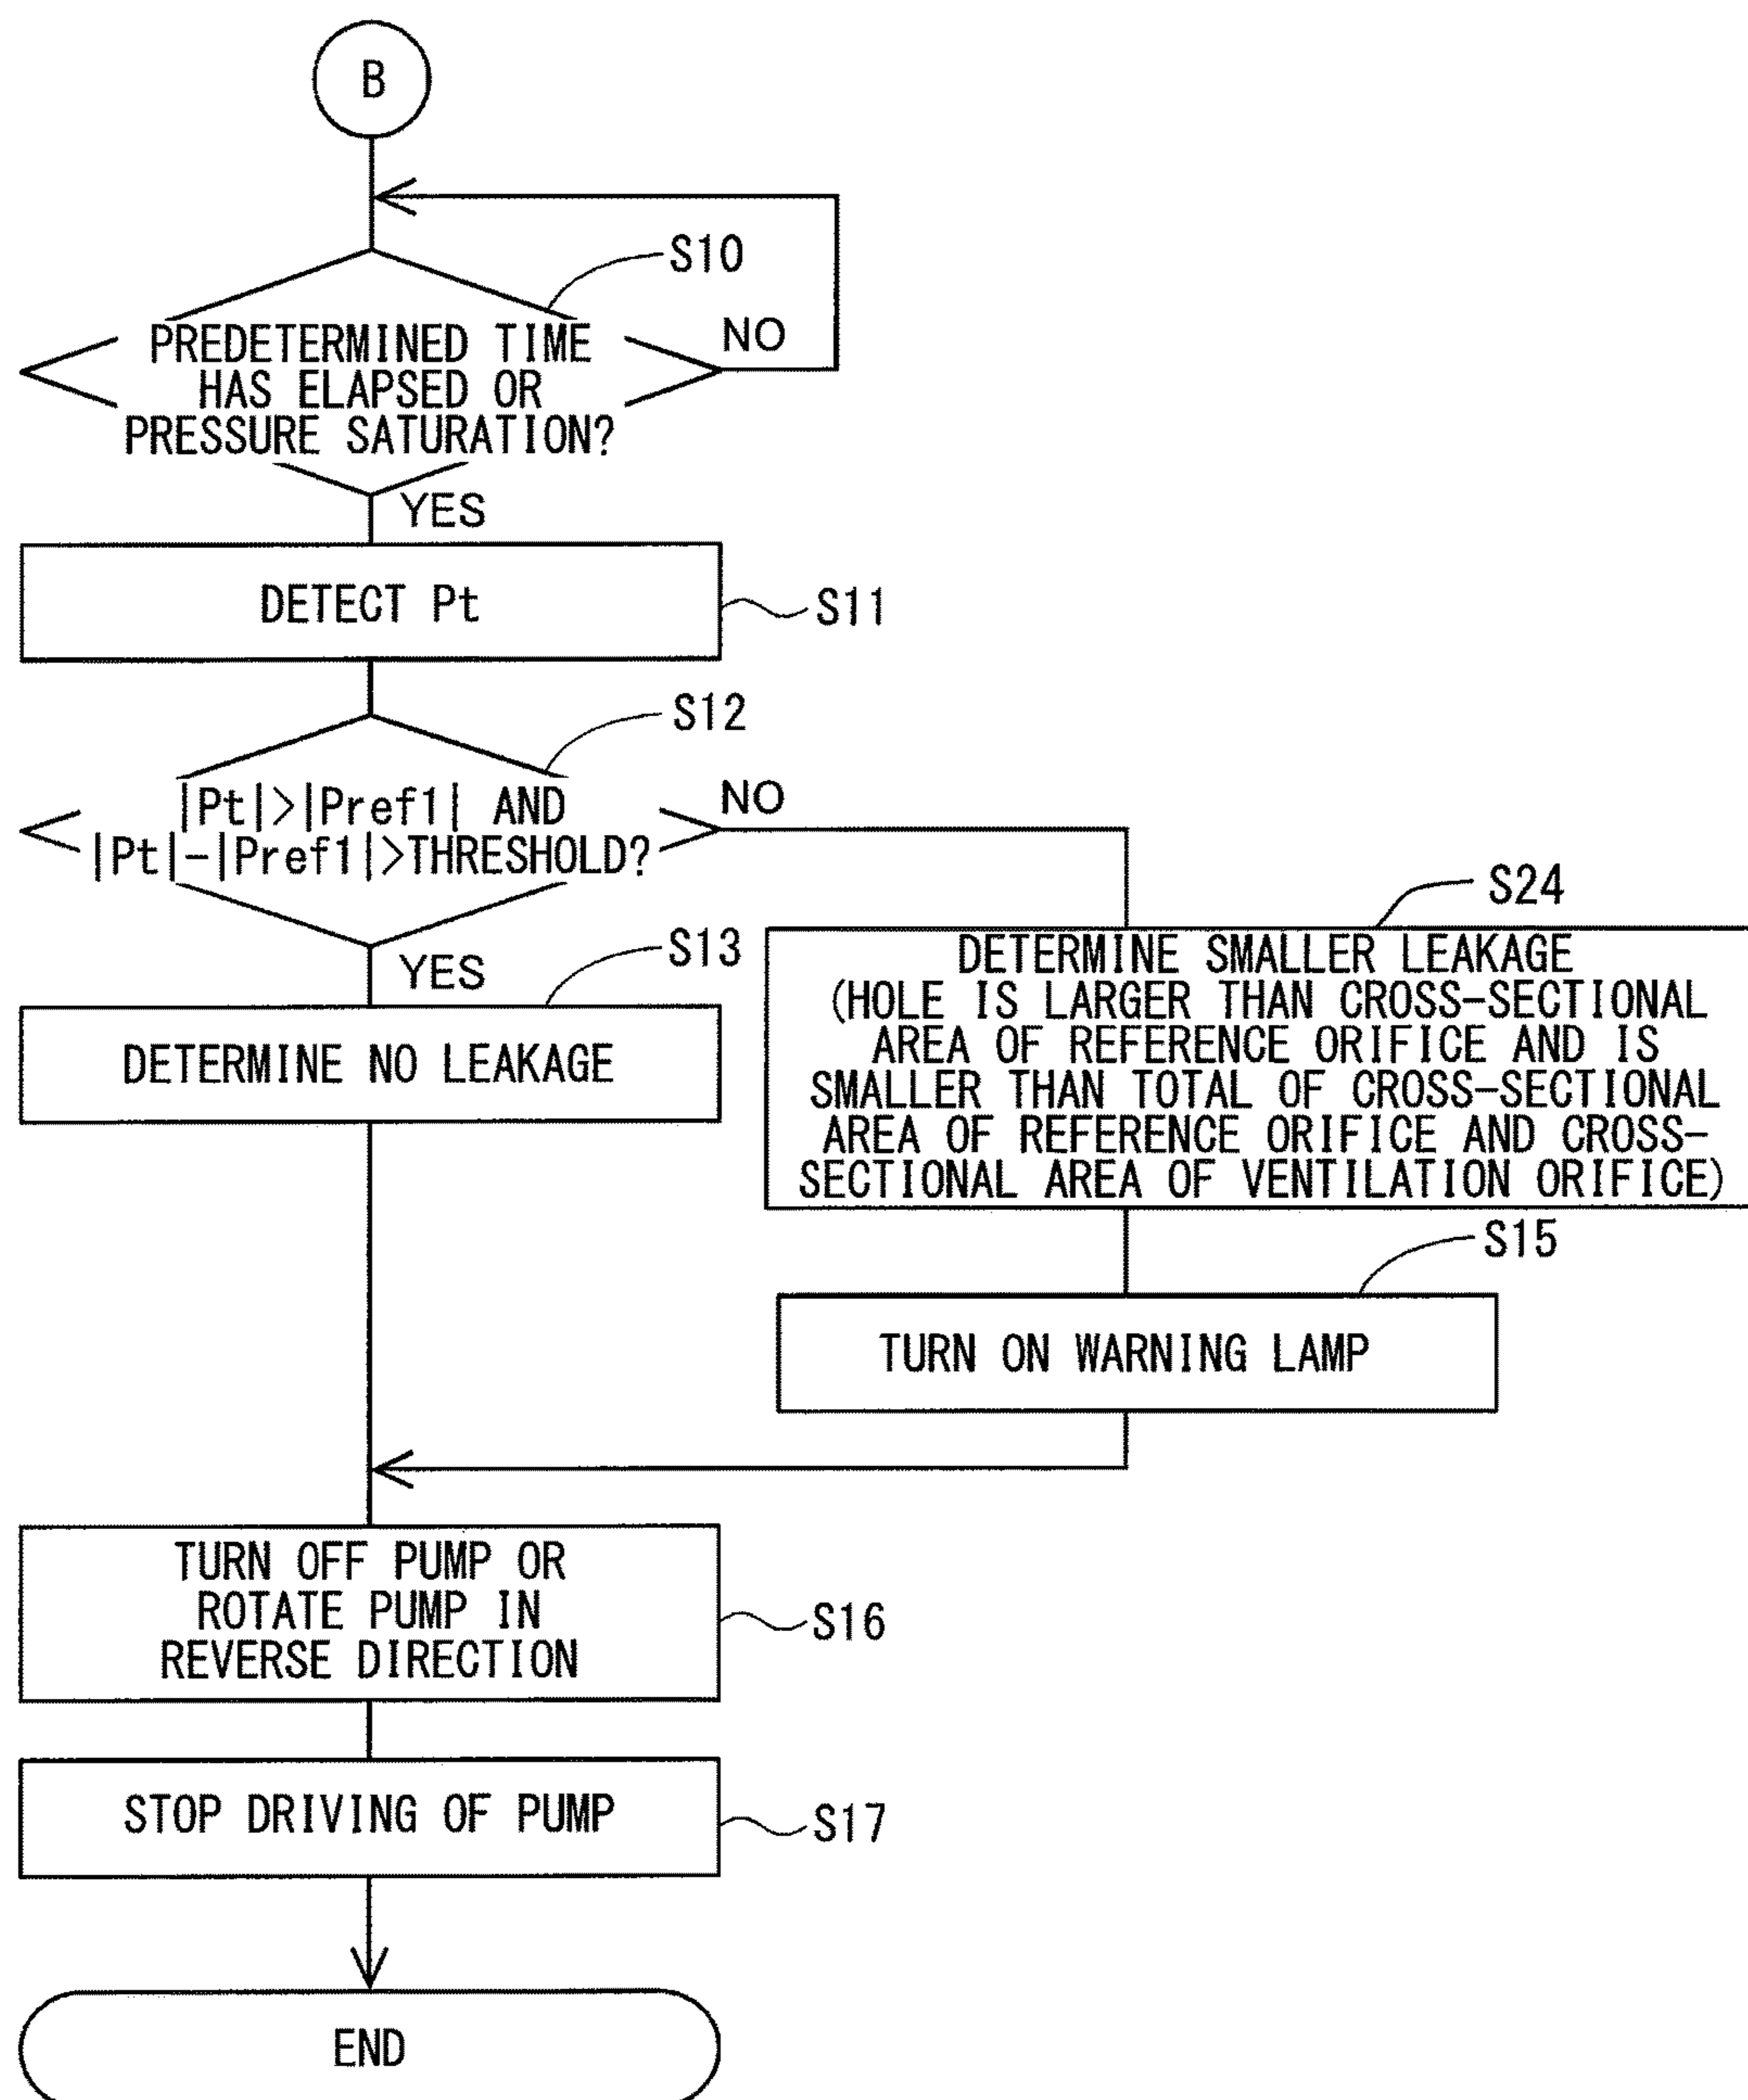 B
S10
PREDETERMINED TIME
HAS ELAPSED OR
PRESSURE SATURATION?
NO
YES
DETECT Pt
S11
S12
|Pt|>|Pref1| AND
|Pt|-|Pref1|>THRESHOLD?
NO
YES
S13
DETERMINE NO LEAKAGE
S24
DETERMINE SMALLER LEAKAGE
(HOLE IS LARGER THAN CROSS-SECTIONAL
AREA OF REFERENCE ORIFICE AND IS
SMALLER THAN TOTAL OF CROSS-SECTIONAL
AREA OF REFERENCE ORIFICE AND CROSS-
SECTIONAL AREA OF VENTILATION ORIFICE)
S15
TURN ON WARNING LAMP
TURN OFF PUMP OR
ROTATE PUMP IN
REVERSE DIRECTION
S16
STOP DRIVING OF PUMP
S17
END